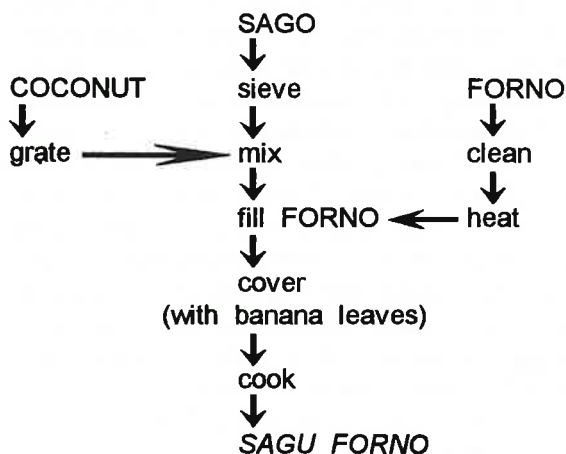 SAGO
COCONUT sieve FORNO
grate mix clean
fill FORNO heat
cover
(with banana leaves)
cook
SAGU FORNO